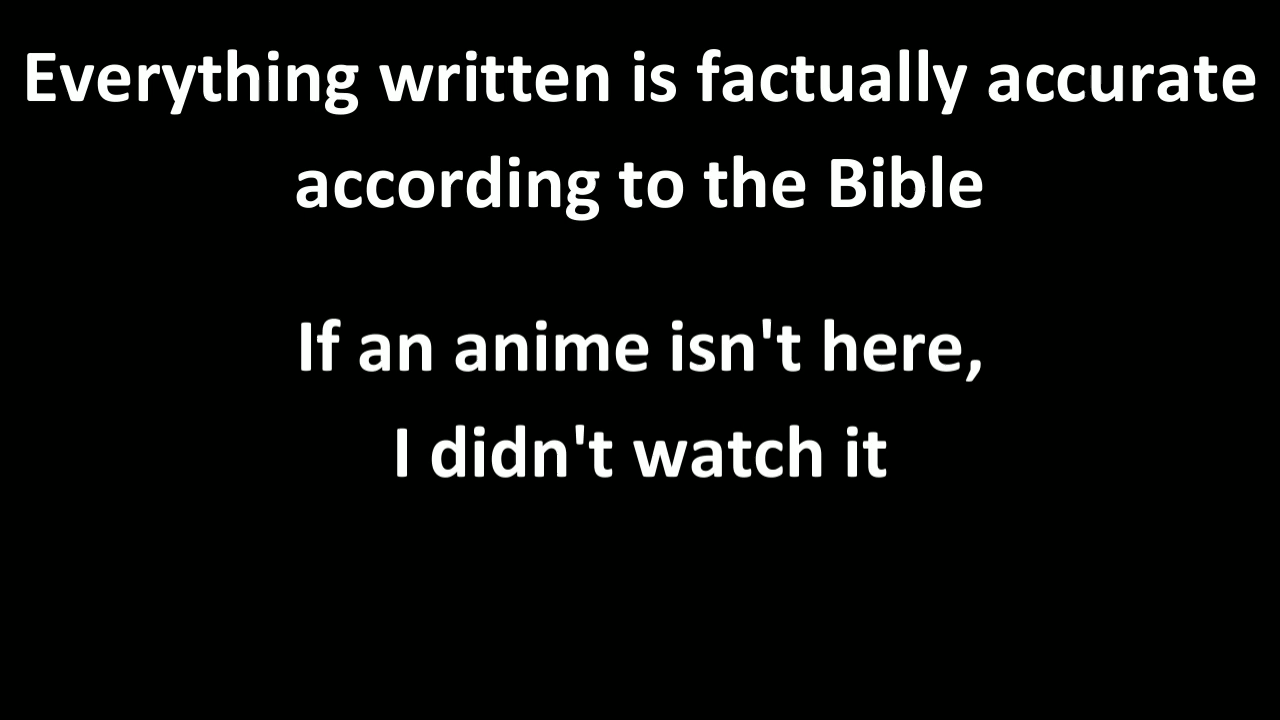 Everything written is factually accurate
according to the Bible
If an anime isn't here,
I didn't watch it